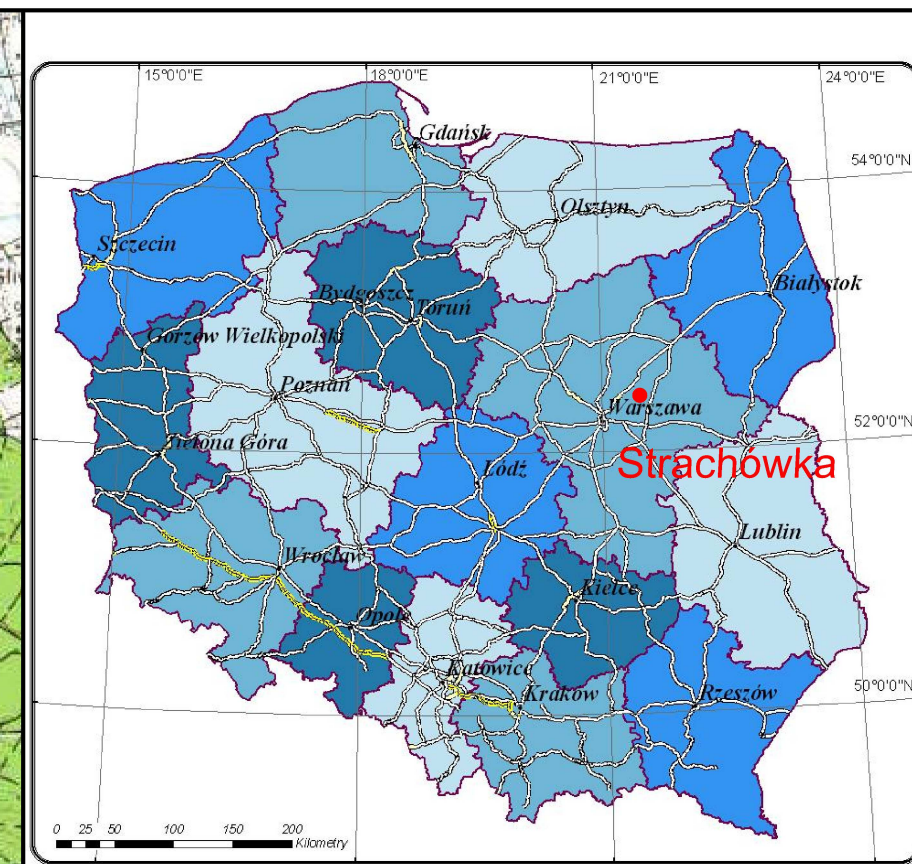 15°0'0"E 18°0'0"E 21°0'0"E 24°0'0"E
Gdańsk
54°0'0"N
Olsztyn
Szczecin
Białystok
Bydgoszcz
Toruń
Gorzów Wielkopolski
Poznań
Warszawa
52°0'0"N
Zielona Góra
Łódź
Strachówka
Lublin
Wrocław
Kielce
Opole
Katowice
Kraków
Rzeszów
50°0'0"N
0 25 50 100 150 200
Kilometry